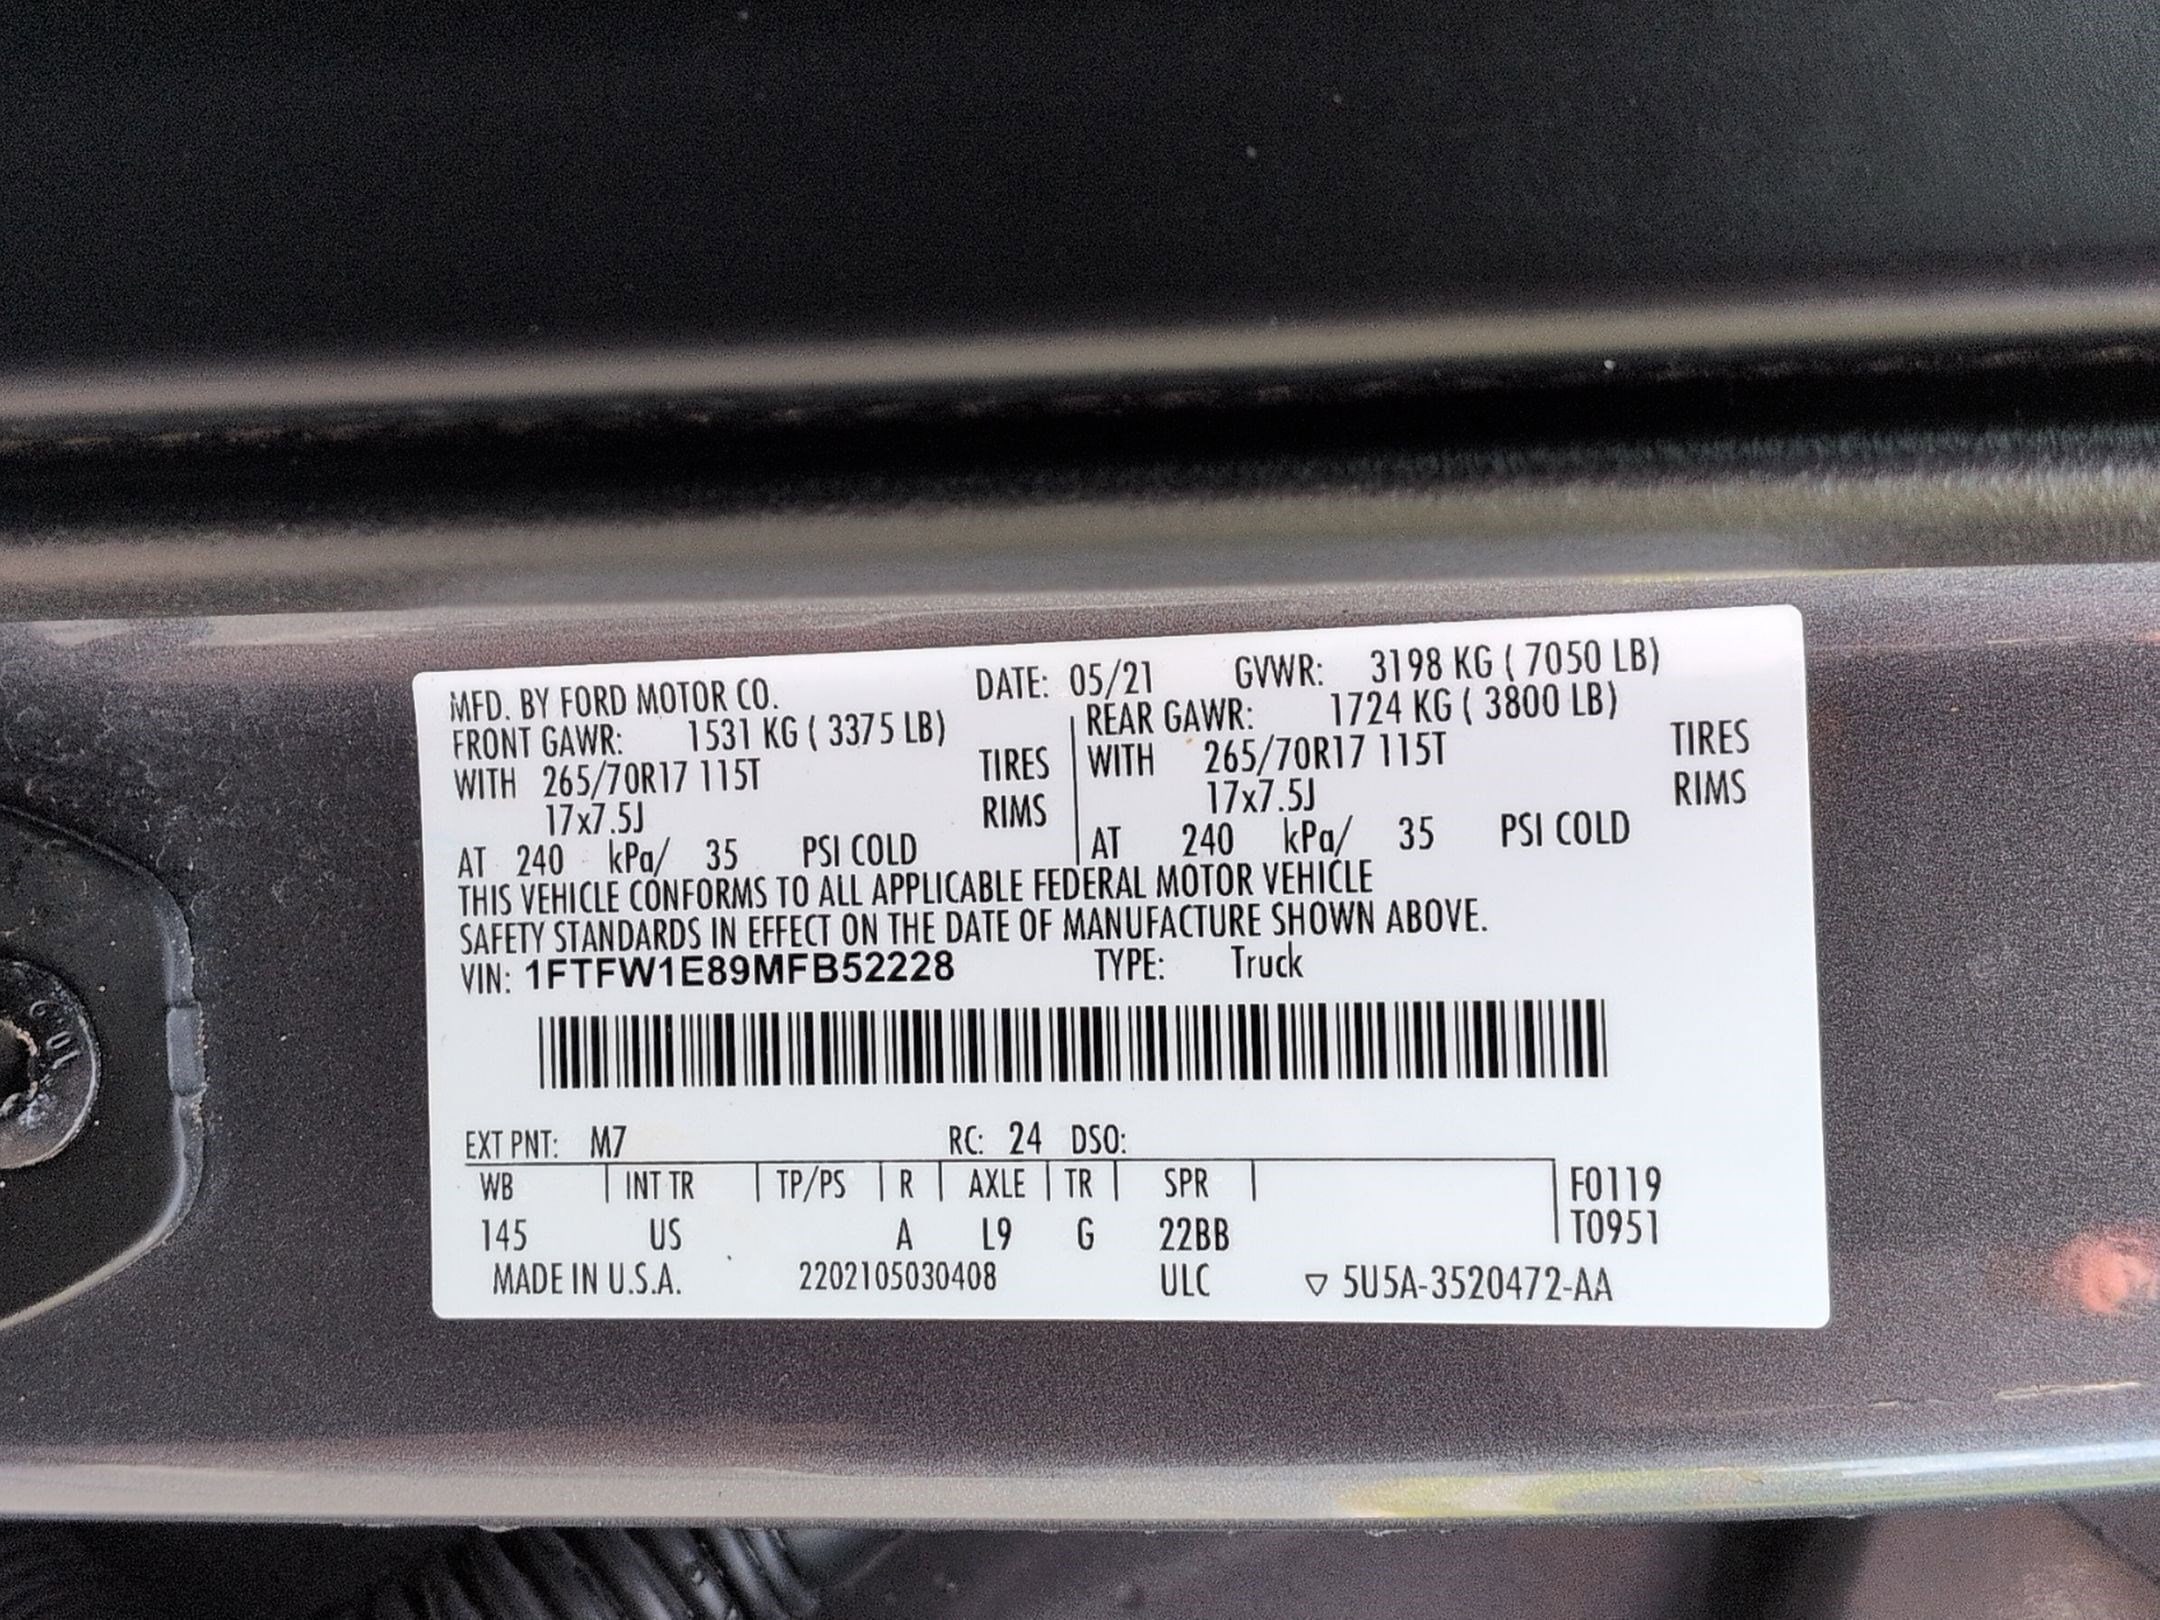 MFD. BY FORD MOTOR CO. DATE: 05/21 GVWR: 3198 KG ( 7050 LB)
FRONT GAWR: 1531 KG ( 3375 LB) REAR GAWR: 1724 KG ( 3800 LB)
WITH 265/70R17 115T TIRES WITH 265/70R17 115T TIRES
17x7.5J RIMS 17x7.5J RIMS
AT 240 kPa/ 35 PSI COLD AT 240 kPa/ 35 PSI COLD
THIS VEHICLE CONFORMS TO ALL APPLICABLE FEDERAL MOTOR VEHICLE
SAFETY STANDARDS IN EFFECT ON THE DATE OF MANUFACTURE SHOWN ABOVE.
VIN: 1FTFW1E89MFB52228 TYPE: Truck
EXT PNT: M7 RC: 24 DSO:
WB INT TR TP/PS R AXLE TR SPR F0119
145 US A L9 G 22BB T0951
MADE IN U.S.A. 2202105030408 ULC ▽ 5U5A-3520472-AA